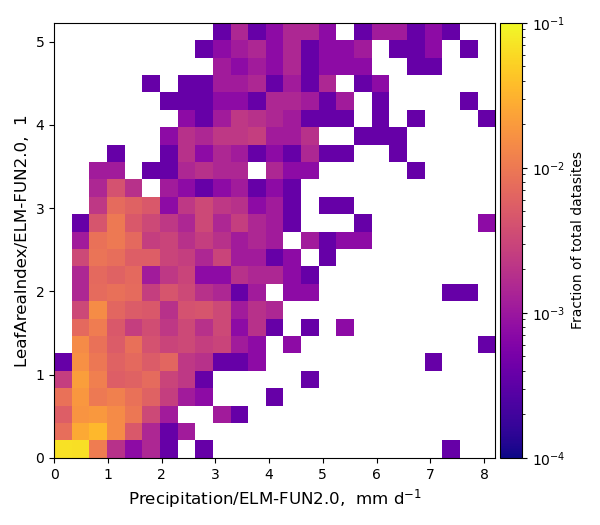 5
4
3
2
1
0
LeafAreaIndex/ELM-FUN2.0,  1
0 1 2 3 4 5 6 7 8
Precipitation/ELM-FUN2.0,  mm d⁻¹
10⁻¹
10⁻²
10⁻³
10⁻⁴
Fraction of total datasites